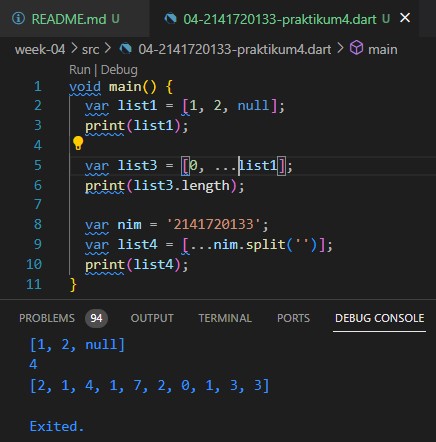 README.md U
04-2141720133-praktikum4.dart U
week-04 > src > 04-2141720133-praktikum4.dart > main
Run | Debug
1 void main() {
2 var list1 = [1, 2, null];
3 print(list1);
4
5 var list3 = [0, ...list1];
6 print(list3.length);
7
8 var nim = '2141720133';
9 var list4 = [...nim.split('')];
10 print(list4);
11 }
PROBLEMS 94 OUTPUT TERMINAL PORTS DEBUG CONSOLE
[1, 2, null]
4
[2, 1, 4, 1, 7, 2, 0, 1, 3, 3]
Exited.